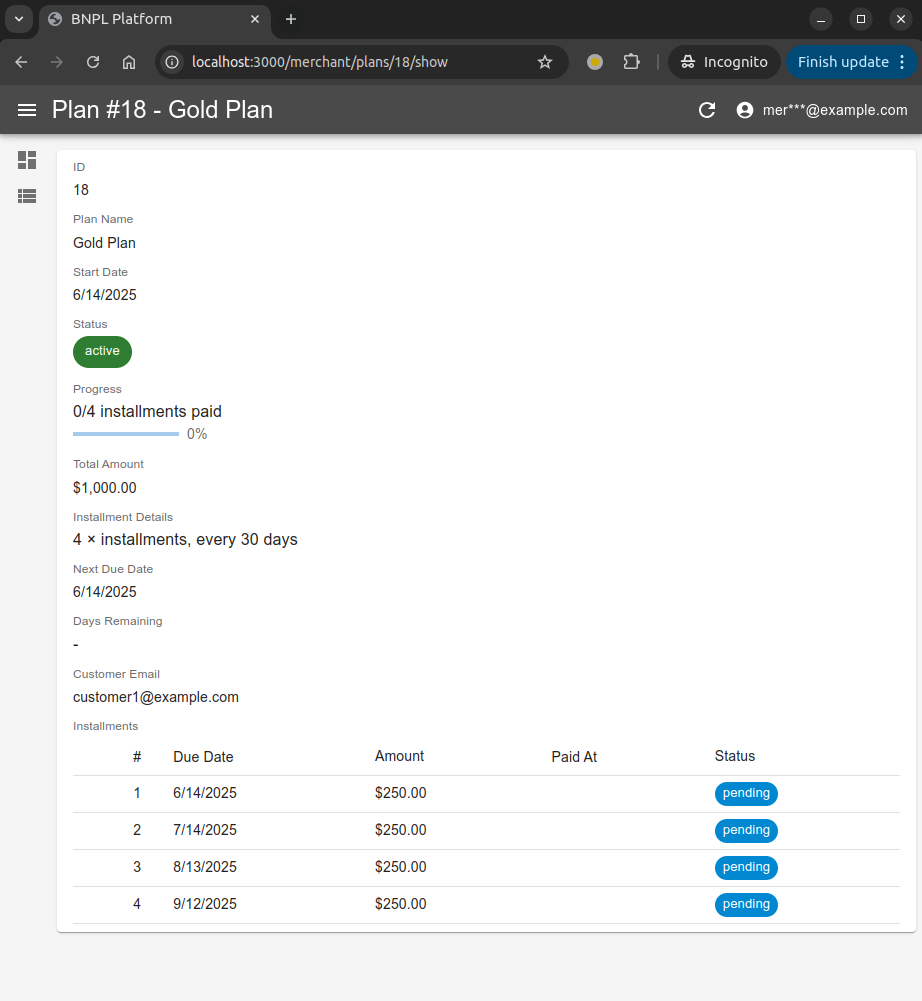 BNPL Platform
localhost:3000/merchant/plans/18/show
Incognito
Finish update
Plan #18 - Gold Plan
mer***@example.com
ID
18
Plan Name
Gold Plan
Start Date
6/14/2025
Status
active
Progress
0/4 installments paid
0%
Total Amount
$1,000.00
Installment Details
4 × installments, every 30 days
Next Due Date
6/14/2025
Days Remaining
-
Customer Email
customer1@example.com
Installments
# Due Date Amount Paid At Status
1 6/14/2025 $250.00 pending
2 7/14/2025 $250.00 pending
3 8/13/2025 $250.00 pending
4 9/12/2025 $250.00 pending